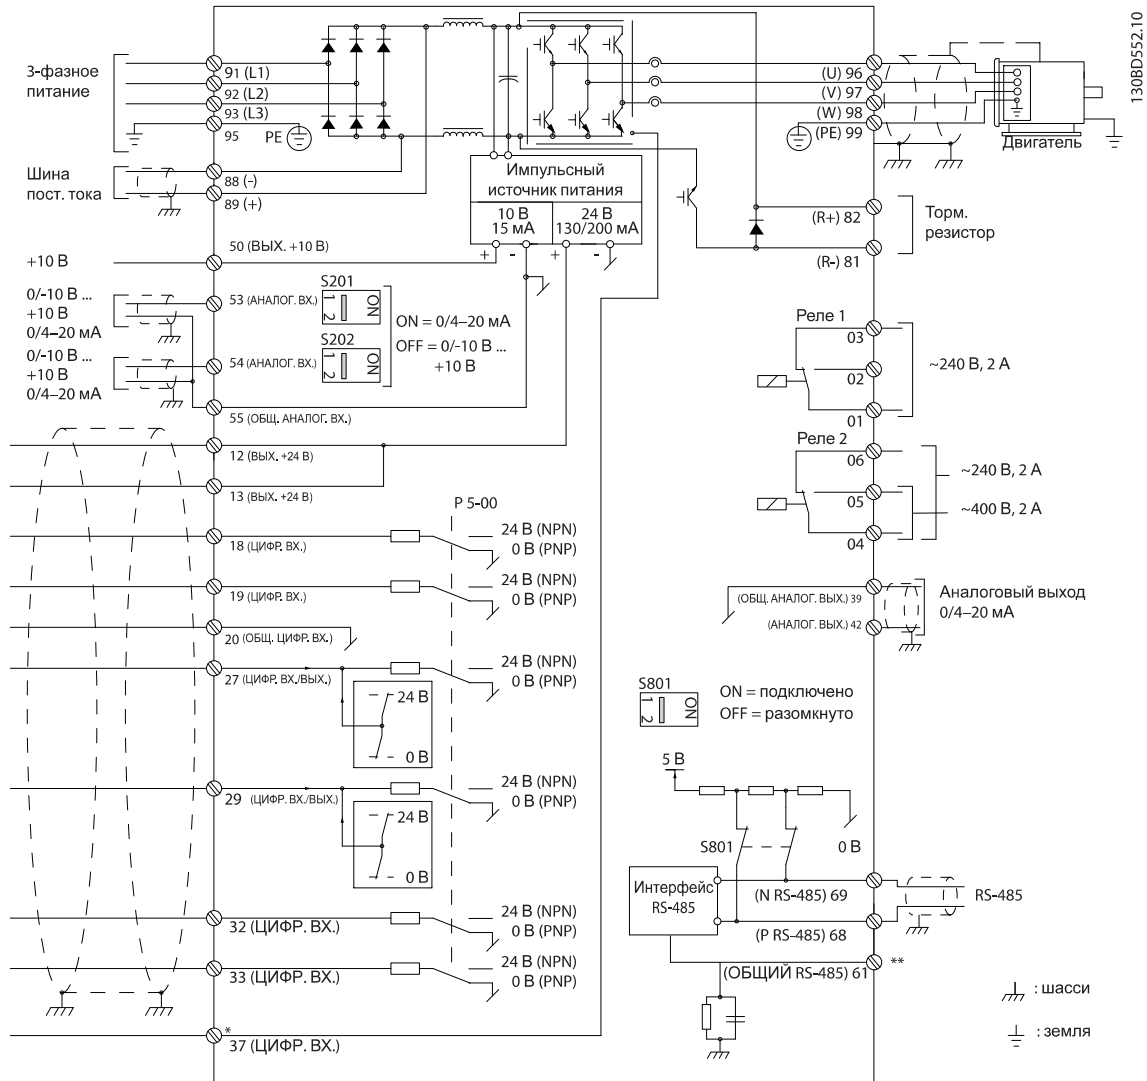 130BD552.10
3-фазное
питание
91 (L1)
92 (L2)
93 (L3)
95
PE
(U) 96
(V) 97
(W) 98
(PE) 99
Двигатель
Шина
пост. тока
88 (-)
89 (+)
Импульсный
источник питания
10 В
15 мА
24 В
130/200 мА
+ - + -
(R+) 82
(R-) 81
Торм.
резистор
+10 В
50 (ВЫХ. +10 В)
0/-10 В ...
+10 В
0/4–20 мА
53 (АНАЛОГ. ВХ.)
S201
1 2
ON
0/-10 В...
+10 В
0/4–20 мА
54 (АНАЛОГ. ВХ.)
S202
1 2
ON
ON = 0/4–20 мА
OFF = 0/-10 В ...
+10 В
55 (ОБЩ. АНАЛОГ. ВХ.)
12 (ВЫХ. +24 В)
13 (ВЫХ. +24 В)
Реле 1
03
02
01
~240 В, 2 А
Реле 2
06
05
04
~240 В, 2 А
~400 В, 2 А
P 5-00
18 (ЦИФР. ВХ.)
24 В (NPN)
0 В (PNP)
19 (ЦИФР. ВХ.)
24 В (NPN)
0 В (PNP)
20 (ОБЩ. ЦИФР. ВХ.)
27 (ЦИФР. ВХ./ВЫХ.)
24 В (NPN)
0 В (PNP)
24 В
0 В
29 (ЦИФР. ВХ./ВЫХ.)
24 В (NPN)
0 В (PNP)
24 В
0 В
32 (ЦИФР. ВХ.)
24 В (NPN)
0 В (PNP)
33 (ЦИФР. ВХ.)
24 В (NPN)
0 В (PNP)
*
37 (ЦИФР. ВХ.)
(ОБЩ. АНАЛОГ. ВЫХ.) 39
(АНАЛОГ. ВЫХ.) 42
Аналоговый выход
0/4–20 мА
S801
1 2
ON
ON = подключено
OFF = разомкнуто
5 В
S801
0 В
Интерфейс
RS-485
(N RS-485) 69
(P RS-485) 68
(ОБЩИЙ RS-485) 61
**
RS-485
: шасси
: земля